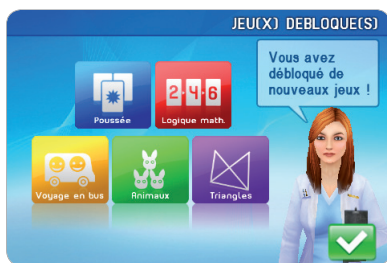 JEU(X) DEBLOQUE(S)
Vous avez
débloqué de
nouveaux jeux !
2 4 6
Poussée
Logique math.
Voyage en bus
Animaux
Triangles